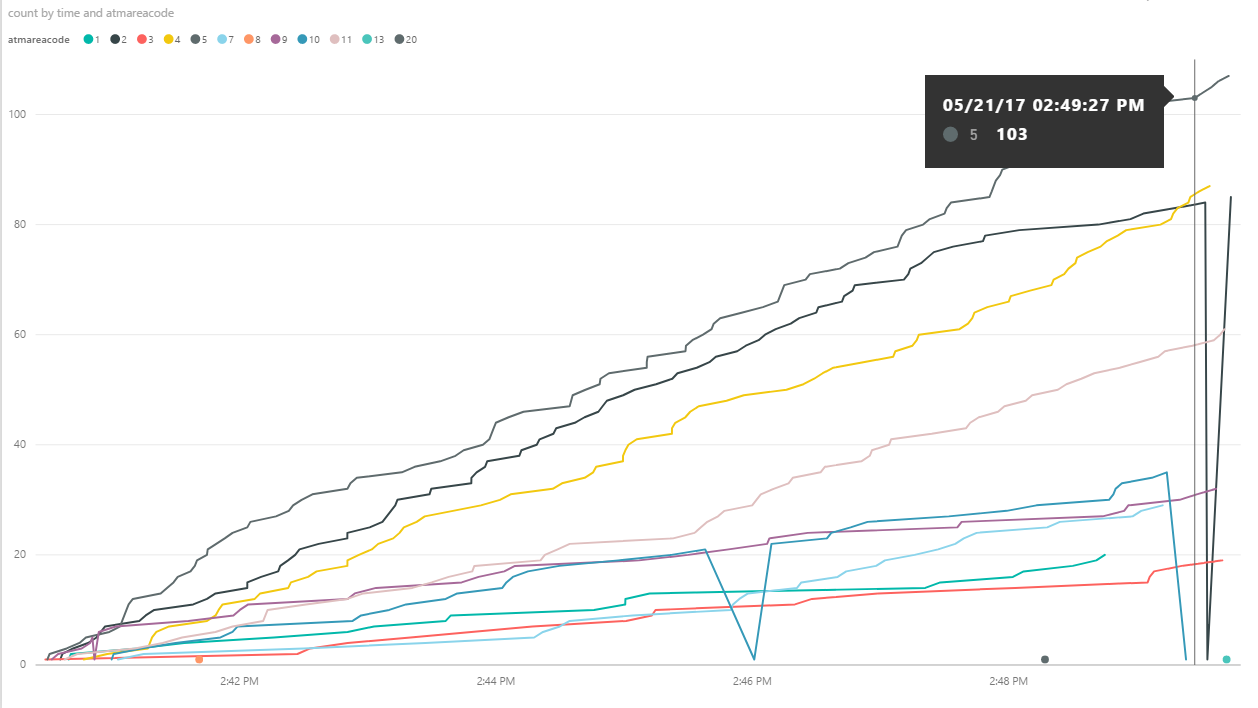 count by time and atmareacode
atmareacode 1 2 3 4 5 7 8 9 10 11 13 20
05/21/17 02:49:27 PM
5 103
100
80
60
40
20
0
2:42 PM 2:44 PM 2:46 PM 2:48 PM